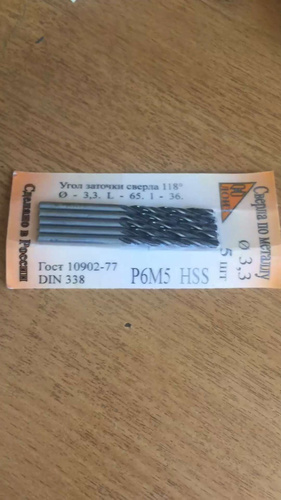 Угол заточки сверла 118°
Ø - 3,3. L - 65. l - 36.
Гост 10902-77
DIN 338
Р6М5 HSS
Сделано в России
Сверла по металлу
Ø 3,3
5 шт